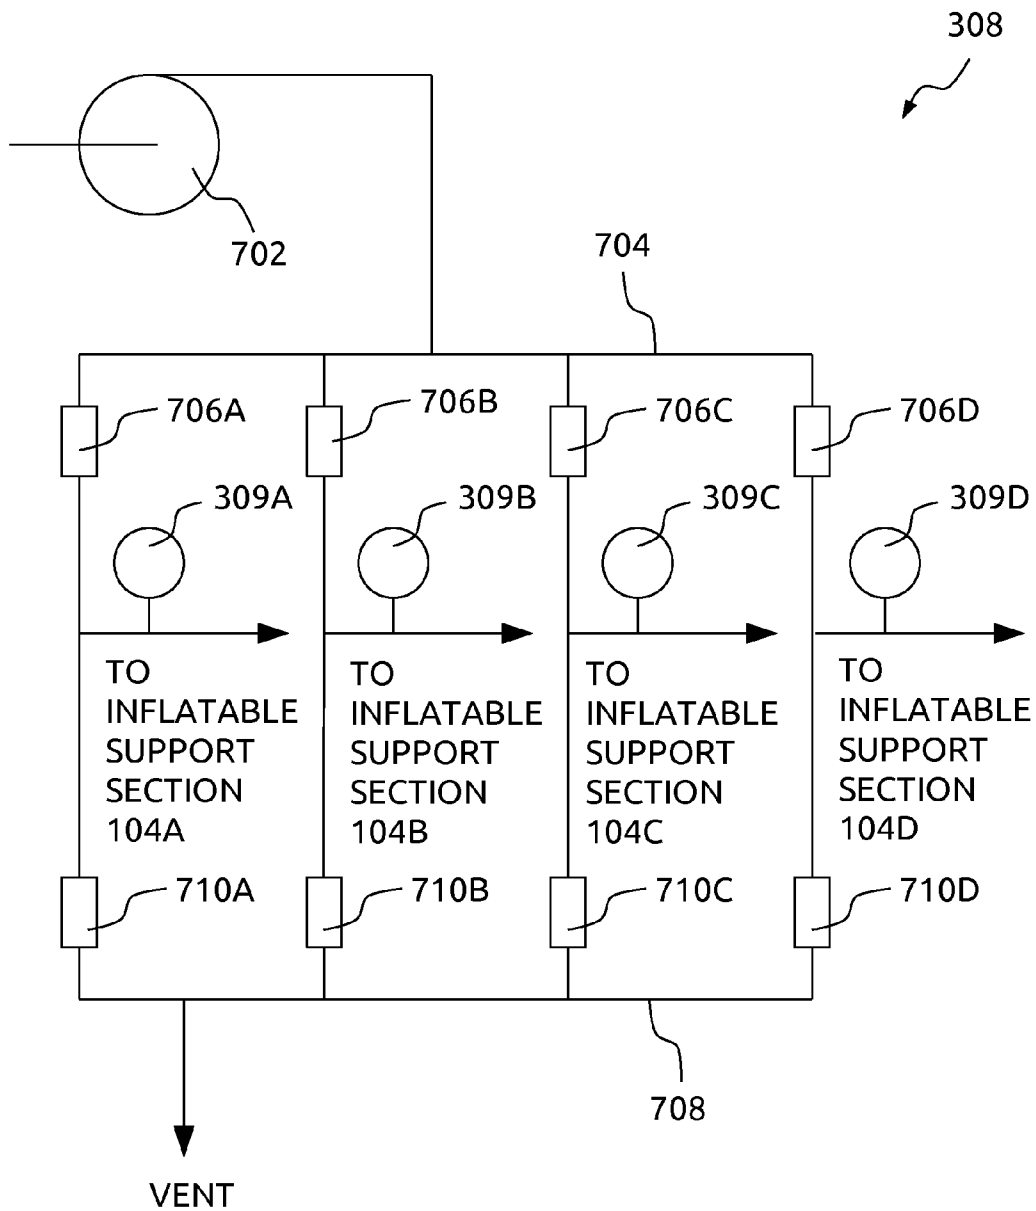 308
702
704
706A
706B
706C
706D
309A
309B
309C
309D
TO
INFLATABLE
SUPPORT
SECTION
104A
TO
INFLATABLE
SUPPORT
SECTION
104B
TO
INFLATABLE
SUPPORT
SECTION
104C
TO
INFLATABLE
SUPPORT
SECTION
104D
710A
710B
710C
710D
708
VENT